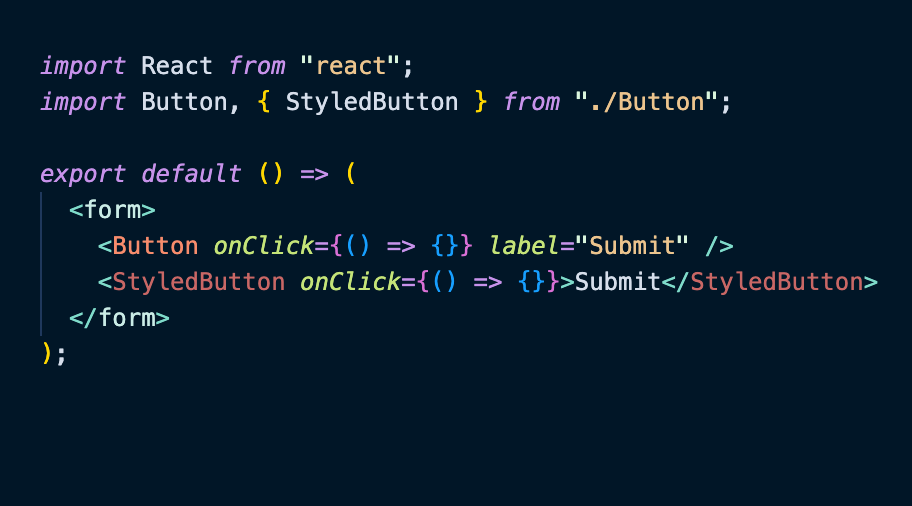 import React from "react";
import Button, { StyledButton } from "./Button";

export default () => (
  <form>
    <Button onClick={() => {}} label="Submit" />
    <StyledButton onClick={() => {}}>Submit</StyledButton>
  </form>
);